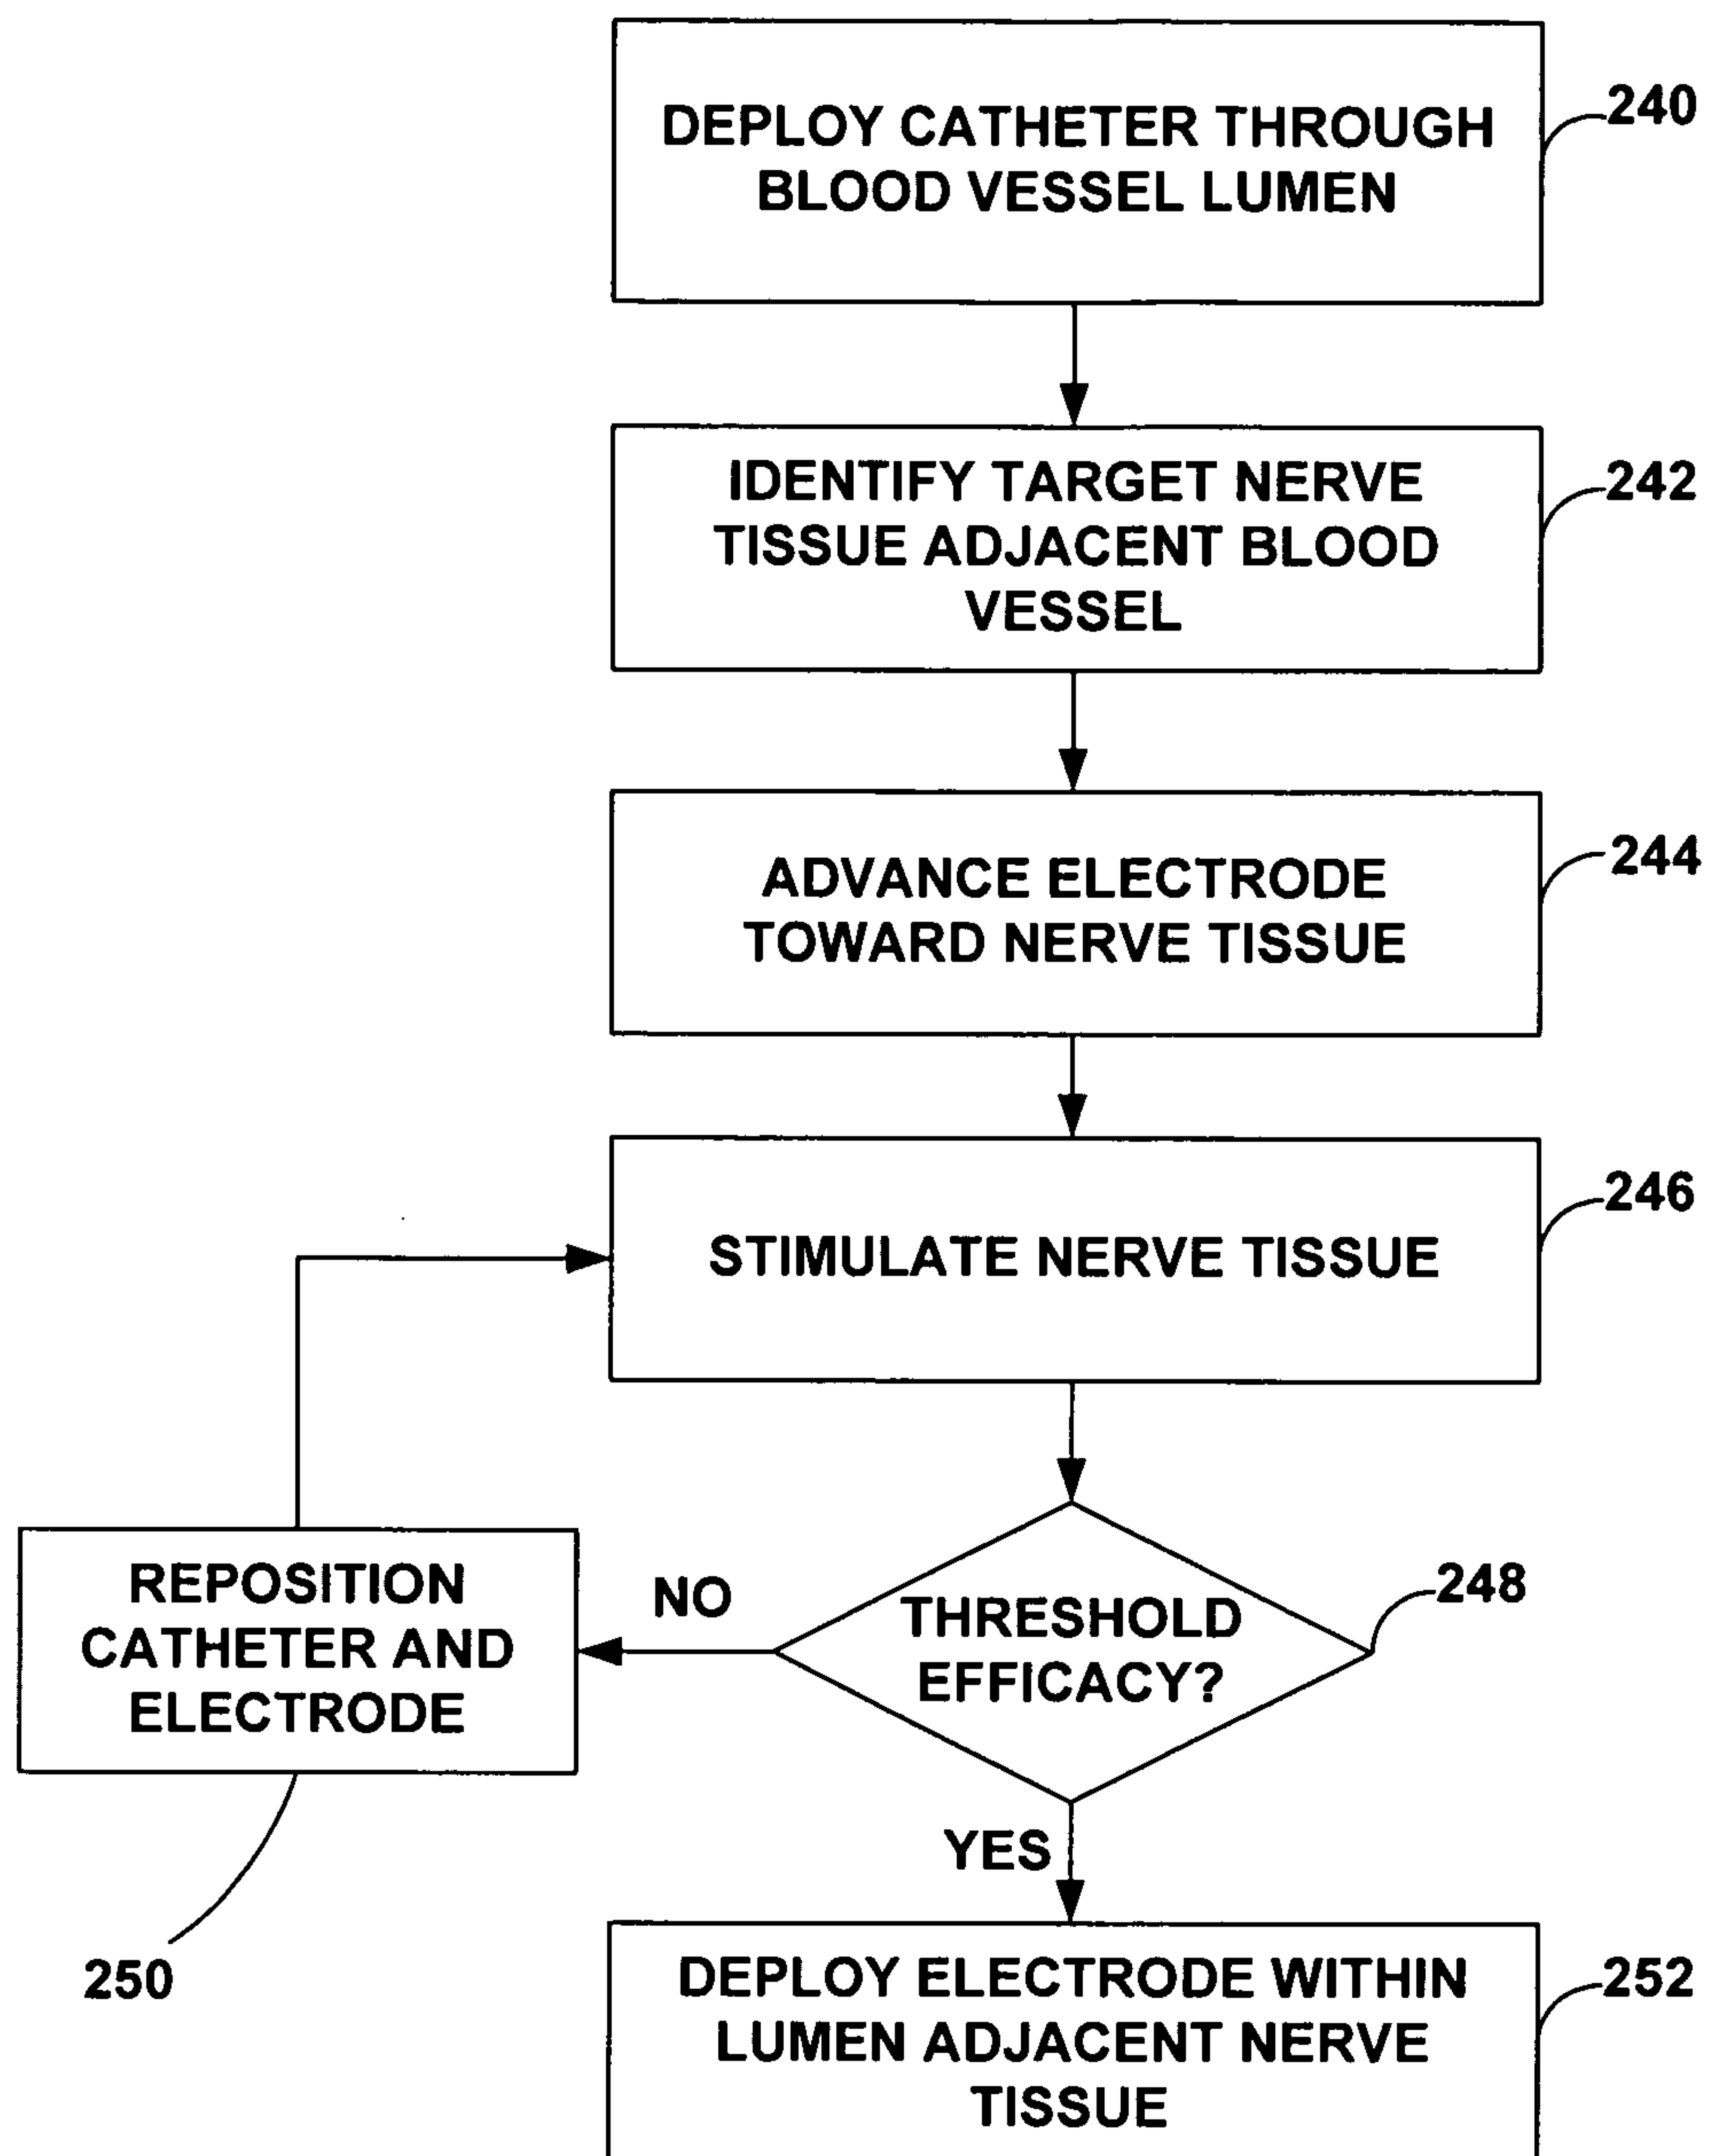 DEPLOY CATHETER THROUGH
BLOOD VESSEL LUMEN
240
IDENTIFY TARGET NERVE
TISSUE ADJACENT BLOOD
VESSEL
242
ADVANCE ELECTRODE
TOWARD NERVE TISSUE
244
STIMULATE NERVE TISSUE
246
THRESHOLD
EFFICACY?
248
NO
REPOSITION
CATHETER AND
ELECTRODE
250
YES
DEPLOY ELECTRODE WITHIN
LUMEN ADJACENT NERVE
TISSUE
252